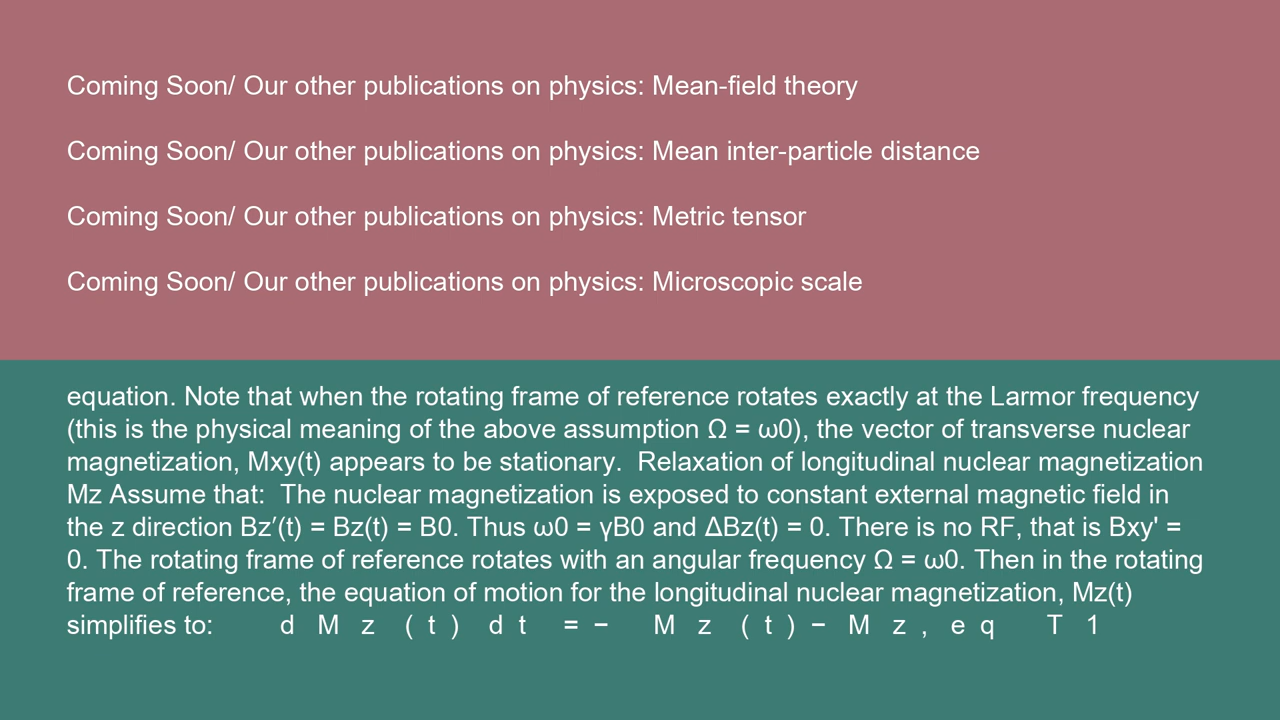 Coming Soon/ Our other publications on physics: Mean-field theory
Coming Soon/ Our other publications on physics: Mean inter-particle distance
Coming Soon/ Our other publications on physics: Metric tensor
Coming Soon/ Our other publications on physics: Microscopic scale
equation. Note that when the rotating frame of reference rotates exactly at the Larmor frequency
(this is the physical meaning of the above assumption Ω = ω0), the vector of transverse nuclear
magnetization, Mxy(t) appears to be stationary.  Relaxation of longitudinal nuclear magnetization
Mz Assume that:  The nuclear magnetization is exposed to constant external magnetic field in
the z direction Bz′(t) = Bz(t) = B0. Thus ω0 = γB0 and ΔBz(t) = 0. There is no RF, that is Bxy' =
0. The rotating frame of reference rotates with an angular frequency Ω = ω0. Then in the rotating
frame of reference, the equation of motion for the longitudinal nuclear magnetization, Mz(t)
simplifies to:    d  M  z   ( t )   d t   = −   M  z   ( t ) −  M  z ,  e q    T  1